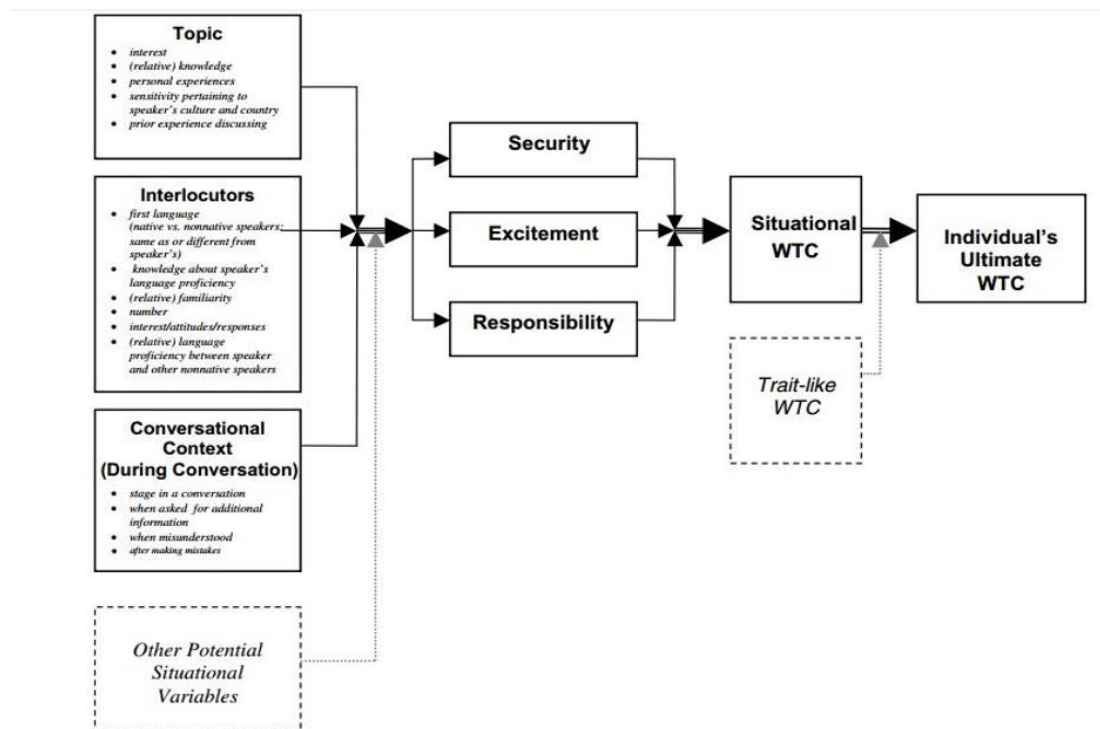 Topic
• interest
• (relative) knowledge
• personal experiences
• sensitivity pertaining to
speaker's culture and country
• prior experience discussing
Interlocutors
• first language
(native vs. nonnative speakers;
same as or different from
speaker's)
• knowledge about speaker's
language proficiency
• (relative) familiarity
• number
• interest/attitudes/responses
• (relative) language
proficiency between speaker
and other nonnative speakers
Conversational
Context
(During Conversation)
• stage in a conversation
• when asked for additional
information
• when misunderstood
• after making mistakes
Other Potential
Situational
Variables
Security
Excitement
Responsibility
Situational
WTC
Trait-like
WTC
Individual's
Ultimate
WTC